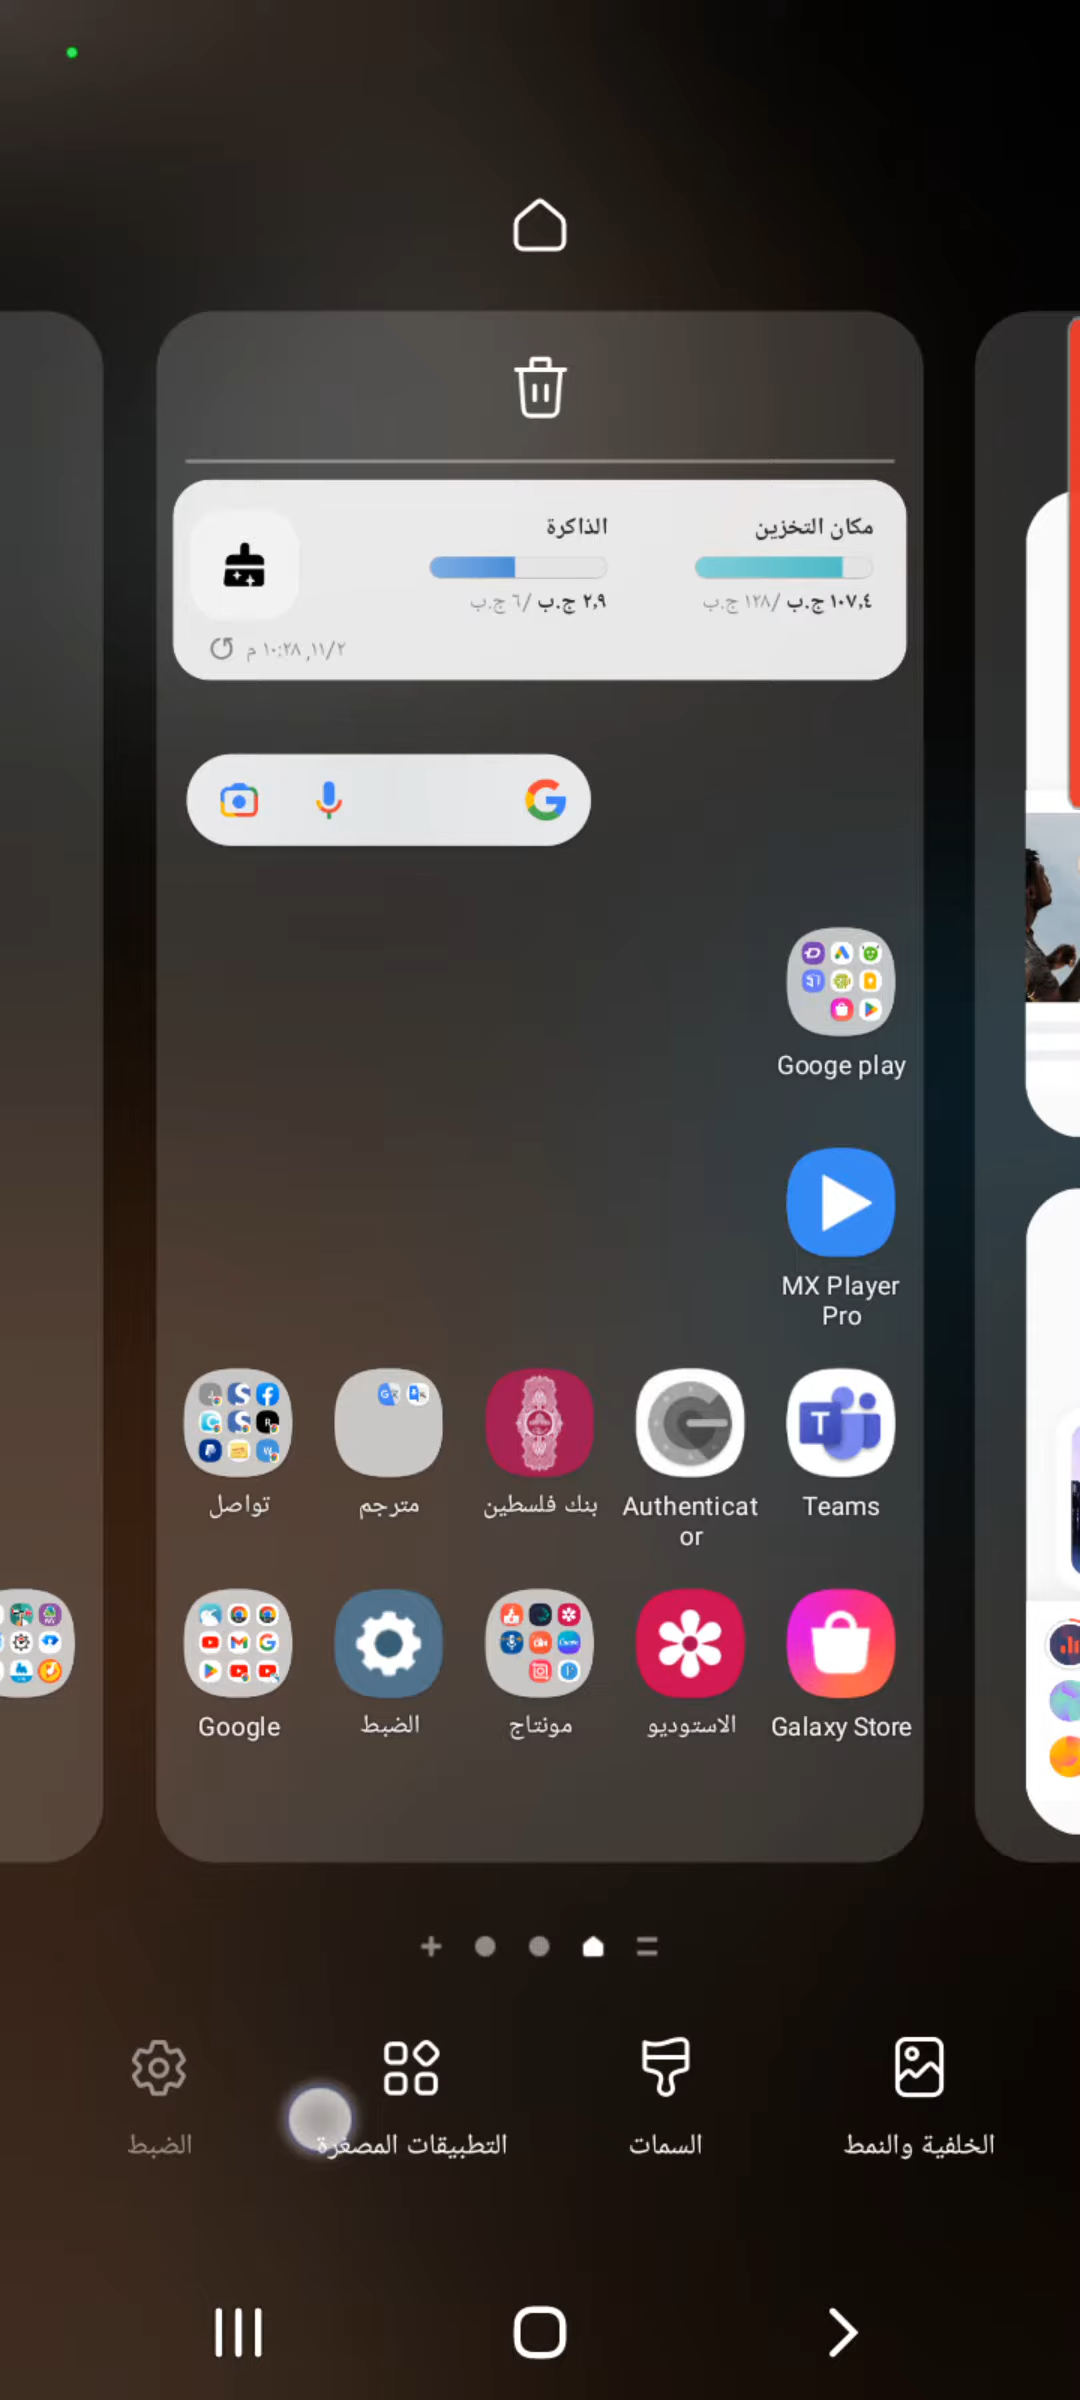 مكان التخزين
١٠٧,٤ ج.ب /١٢٨ ج.ب
الذاكرة
٢,٩ ج.ب /٦ ج.ب
١١/٢, ١٠:٢٨ م
Googe play
MX Player
Pro
Teams
Authenticat
or
بنك فلسطين
مترجم
تواصل
Galaxy Store
الاستوديو
مونتاج
الضبط
Google
الخلفية والنمط
السمات
التطبيقات المصغرة
الضبط